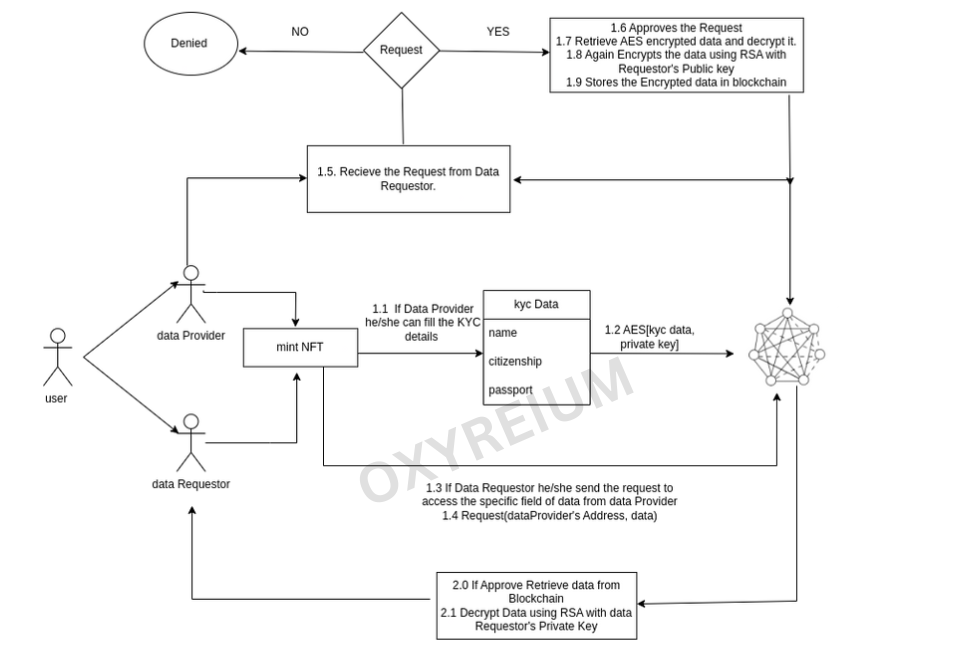 Denied
NO
Request
YES
1.6 Approves the Request
1.7 Retrieve AES encrypted data and decrypt it.
1.8 Again Encrypts the data using RSA with
Requestor's Public key
1.9 Stores the Encrypted data in blockchain
1.5. Recieve the Request from Data
Requestor.
data Provider
user
data Requestor
mint NFT
1.1 If Data Provider
he/she can fill the KYC
details
kyc Data
name
citizenship
passport
1.2 AES[kyc data,
private key]
OXYREIUM
1.3 If Data Requestor he/she send the request to
access the specific field of data from data Provider
1.4 Request(dataProvider's Address, data)
2.0 If Approve Retrieve data from
Blockchain
2.1 Decrypt Data using RSA with data
Requestor's Private Key